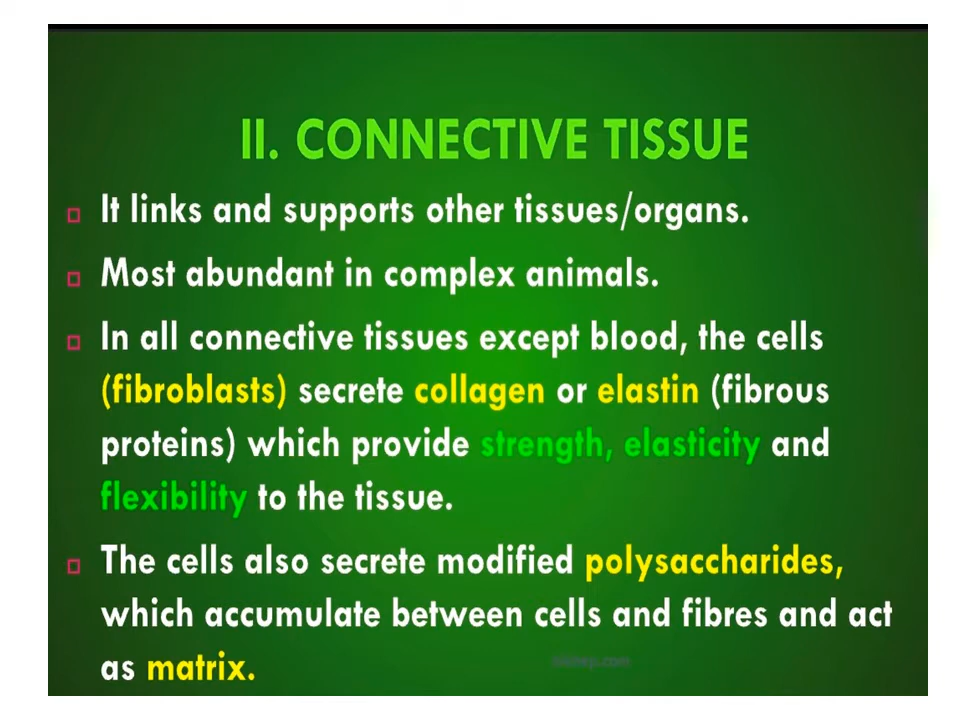 II. CONNECTIVE TISSUE
It links and supports other tissues/organs.
Most abundant in complex animals.
In all connective tissues except blood, the cells
(fibroblasts) secrete collagen or elastin (fibrous
proteins) which provide strength, elasticity and
flexibility to the tissue.
The cells also secrete modified polysaccharides,
which accumulate between cells and fibres and act
as matrix.